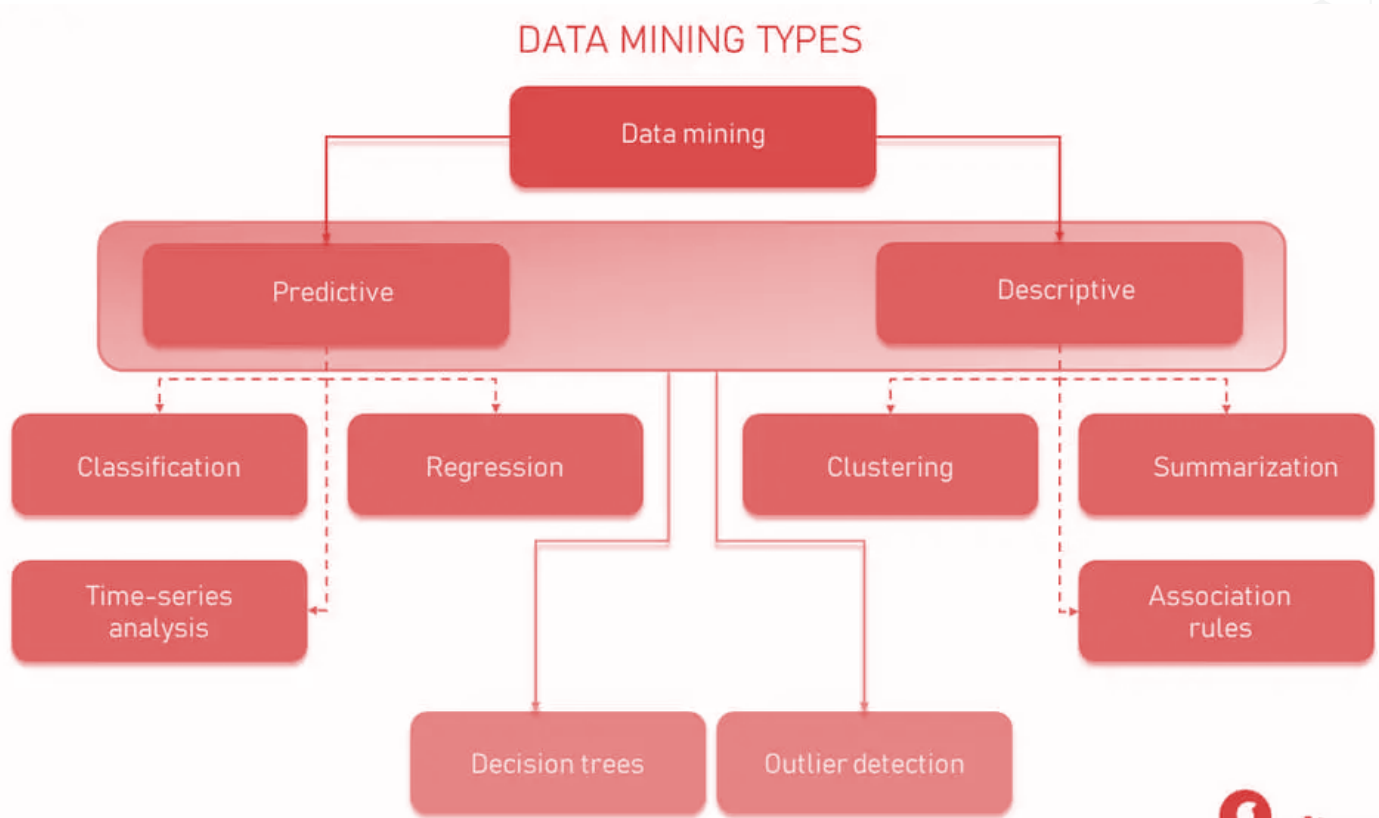 DATA MINING TYPES
Data mining
Predictive
Descriptive
Classification
Regression
Clustering
Summarization
Time-series
analysis
Association
rules
Decision trees
Outlier detection